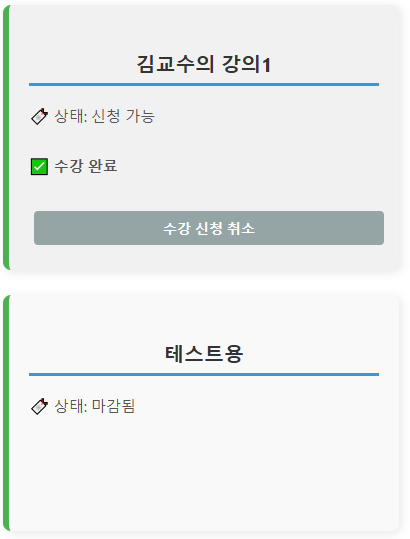 김교수의 강의1
상태: 신청 가능
수강 완료
수강 신청 취소
테스트용
상태: 마감됨